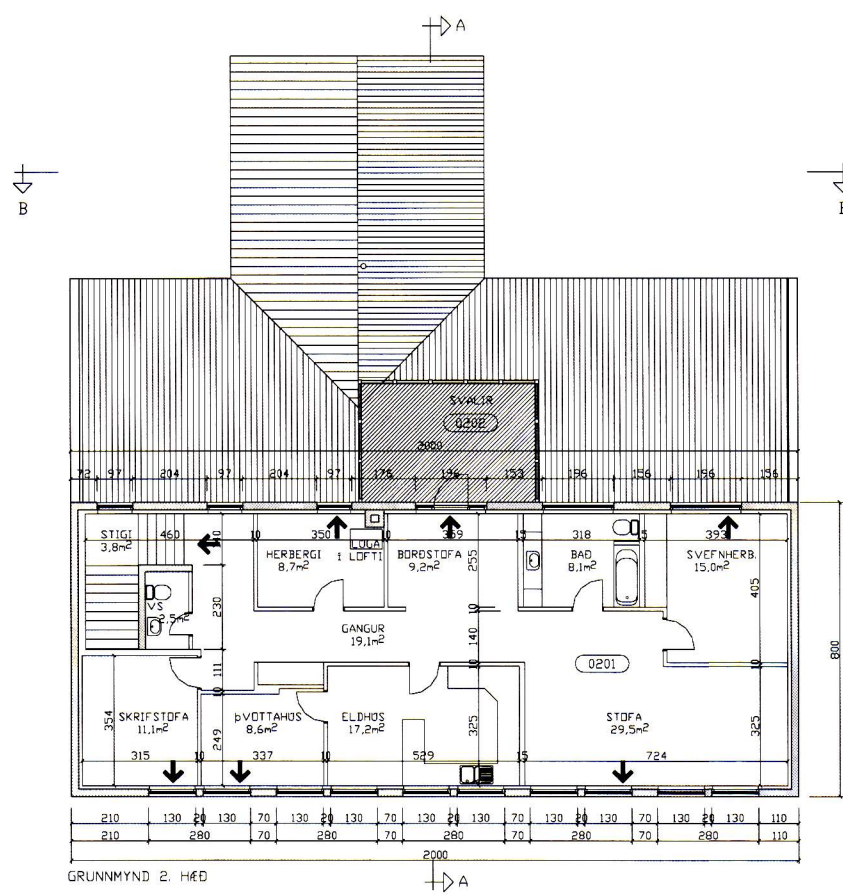 A
B
B
SVALIR
0202
2000
72 97 204 97 204 97 176 196 153 196 156 196 156
STIGI
3,8m²
460
10
350
10
369
15
318
15
393
HERBERGI
8,7m²
LÚGA
Í LOFTI
BORÐSTOFA
9,2m²
BAÐ
8,1m²
SVEFNHERB.
15,0m²
140
255
405
VS
2,5m²
230
10
GANGUR
19,1m²
140
800
111
10
10
10
0201
354
SKRIFSTOFA
11,1m²
ÞVOTTAHÚS
8,6m²
249
ELDHÚS
17,2m²
325
STOFA
29,5m²
325
315 10 337 10 529 15 724
210 130 20 130 70 130 20 130 70 130 20 130 70 130 20 130 70 130 20 130 110
210 280 70 280 70 280 70 280 70 280 110
2000
GRUNNMYND 2. HÆÐ
A